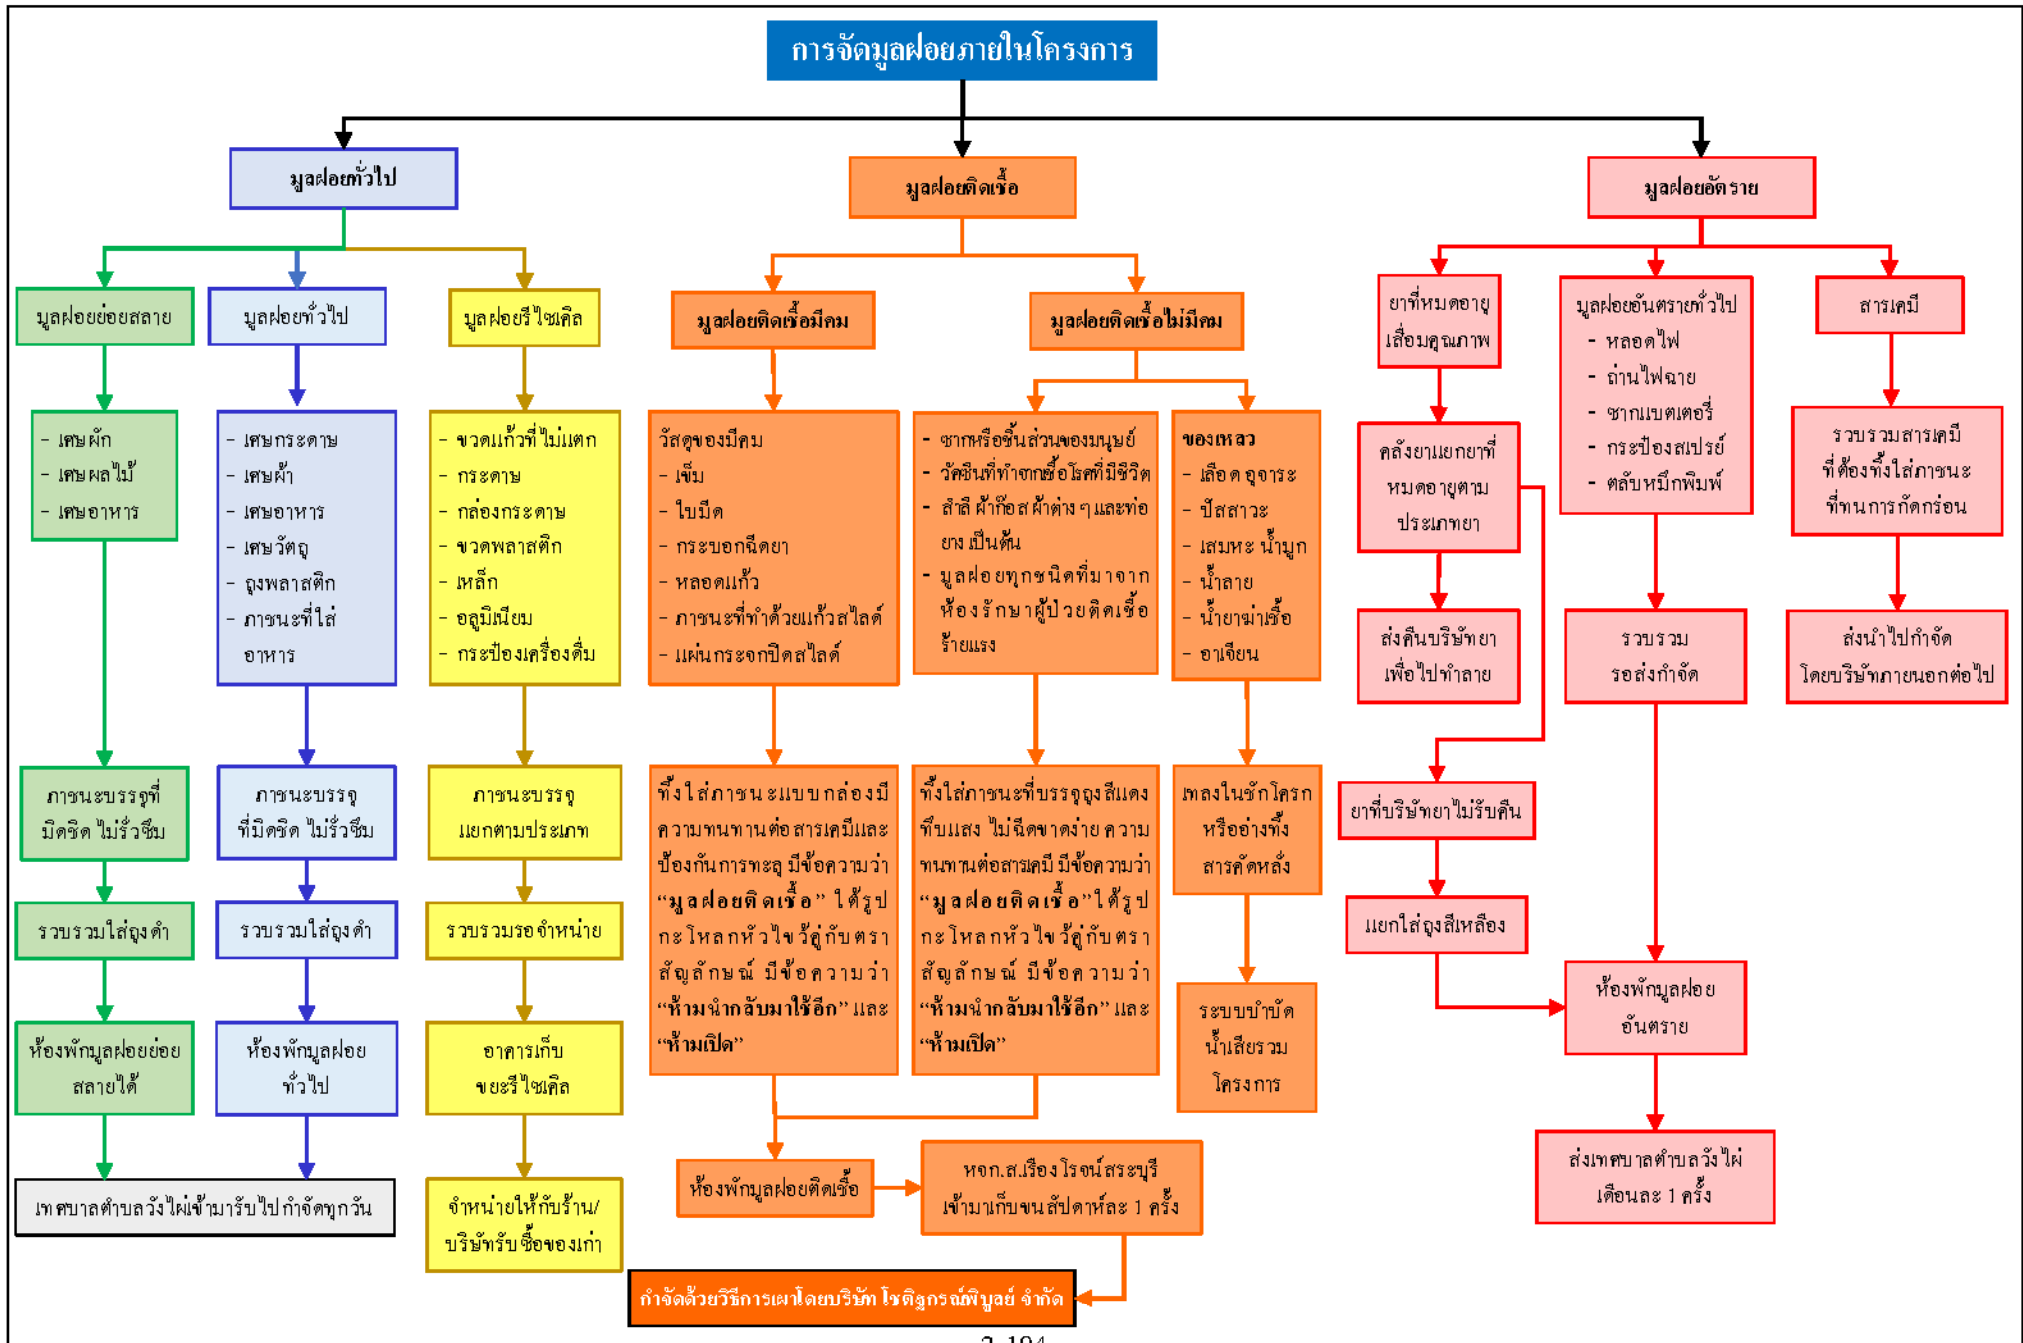 การจัดมูลฝอยภายในโครงการ
มูลฝอยทั่วไป
มูลฝอยติดเชื้อ
มูลฝอยอัตราย
มูลฝอยย่อยสลาย
มูลฝอยทั่วไป
มูลฝอยรีไซเคิล
มูลฝอยติดเชื้อมีคม
มูลฝอยติดเชื้อไม่มีคม
ยาที่หมดอายุ
เสื่อมคุณภาพ
มูลฝอยอันตรายทั่วไป
- หลอดไฟ
- ถ่านไฟฉาย
- ซากแบตเตอรี่
- กระป๋องสเปรย์
- ตลับหมึกพิมพ์
สารเคมี
- เศษผัก
- เศษผลไม้
- เศษอาหาร
- เศษกระดาษ
- เศษผ้า
- เศษอาหาร
- เศษวัตถุ
- ถุงพลาสติก
- ภาชนะที่ใส่
อาหาร
- ขวดแก้วที่ไม่แตก
- กระดาษ
- กล่องกระดาษ
- ขวดพลาสติก
- เหล็ก
- อลูมิเนียม
- กระป๋องเครื่องดื่ม
วัสดุของมีคม
- เข็ม
- ใบมีด
- กระบอกฉีดยา
- หลอดแก้ว
- ภาชนะที่ทำด้วยแก้วสไลด์
- แผ่นกระจกปิดสไลด์
- ซากหรือชิ้นส่วนของมนุษย์
- วัคซีนที่ทำจากเชื้อโรคที่มีชีวิต
- สำลี ผ้าก๊อส ผ้าต่าง ๆ และท่อ
ยาง เป็นต้น
- มูลฝอยทุกชนิดที่มาจาก
ห้องรักษาผู้ป่วยติดเชื้อ
ร้ายแรง
ของเหลว
- เลือด อุจาระ
- ปัสสาวะ
- เสมหะ น้ำมูก
- น้ำลาย
- น้ำยาฆ่าเชื้อ
- อาเจียน
คลังยาแยกยาที่
หมดอายุตาม
ประเภทยา
รวบรวมสารเคมี
ที่ต้องทิ้งใส่ภาชนะ
ที่ทนการกัดกร่อน
ส่งคืนบริษัทยา
เพื่อไปทำลาย
รวบรวม
รอส่งกำจัด
ส่งนำไปกำจัด
โดยบริษัทภายนอกต่อไป
ภาชนะบรรจุที่
มิดชิด ไม่รั่วซึม
ภาชนะบรรจุ
ที่มิดชิด ไม่รั่วซึม
ภาชนะบรรจุ
แยกตามประเภท
ทิ้งใส่ภาชนะแบบกล่องมี
ความทนทานต่อสารเคมีและ
ป้องกันการทะลุ มีข้อความว่า
“มูลฝอยติดเชื้อ” ใต้รูป
กะโหลกหัวไขว้คู่กับตรา
สัญลักษณ์ มีข้อความว่า
“ห้ามนำกลับมาใช้อีก” และ
“ห้ามเปิด”
ทิ้งใส่ภาชนะที่บรรจุถุงสีแดง
ทึบแสง ไม่ฉีดขาดง่าย ความ
ทนทานต่อสารเคมี มีข้อความว่า
“มูลฝอยติดเชื้อ” ใต้รูป
กะโหลกหัวไขว้คู่กับตรา
สัญลักษณ์ มีข้อความว่า
“ห้ามนำกลับมาใช้อีก” และ
“ห้ามเปิด”
เทลงในชักโครก
หรืออ่างทิ้ง
สารคัดหลั่ง
ยาที่บริษัทยาไม่รับคืน
รวบรวมใส่ถุงดำ
รวบรวมใส่ถุงดำ
รวบรวมรอจำหน่าย
แยกใส่ถุงสีเหลือง
ห้องพักมูลฝอย
อันตราย
ห้องพักมูลฝอยย่อย
สลายได้
ห้องพักมูลฝอย
ทั่วไป
อาคารเก็บ
ขยะรีไซเคิล
ระบบบำบัด
น้ำเสียรวม
โครงการ
เทศบาลตำบลวังไผ่เข้ามารับไปกำจัดทุกวัน
จำหน่ายให้กับร้าน/
บริษัทรับซื้อของเก่า
ห้องพักมูลฝอยติดเชื้อ
หจก.ส.เรืองโรจน์สระบุรี
เข้ามาเก็บขนสัปดาห์ละ 1 ครั้ง
ส่งเทศบาลตำบลวังไผ่
เดือนละ 1 ครั้ง
กำจัดด้วยวิธีการเผาโดยบริษัท โชติฐกรณ์พิบูลย์ จำกัด